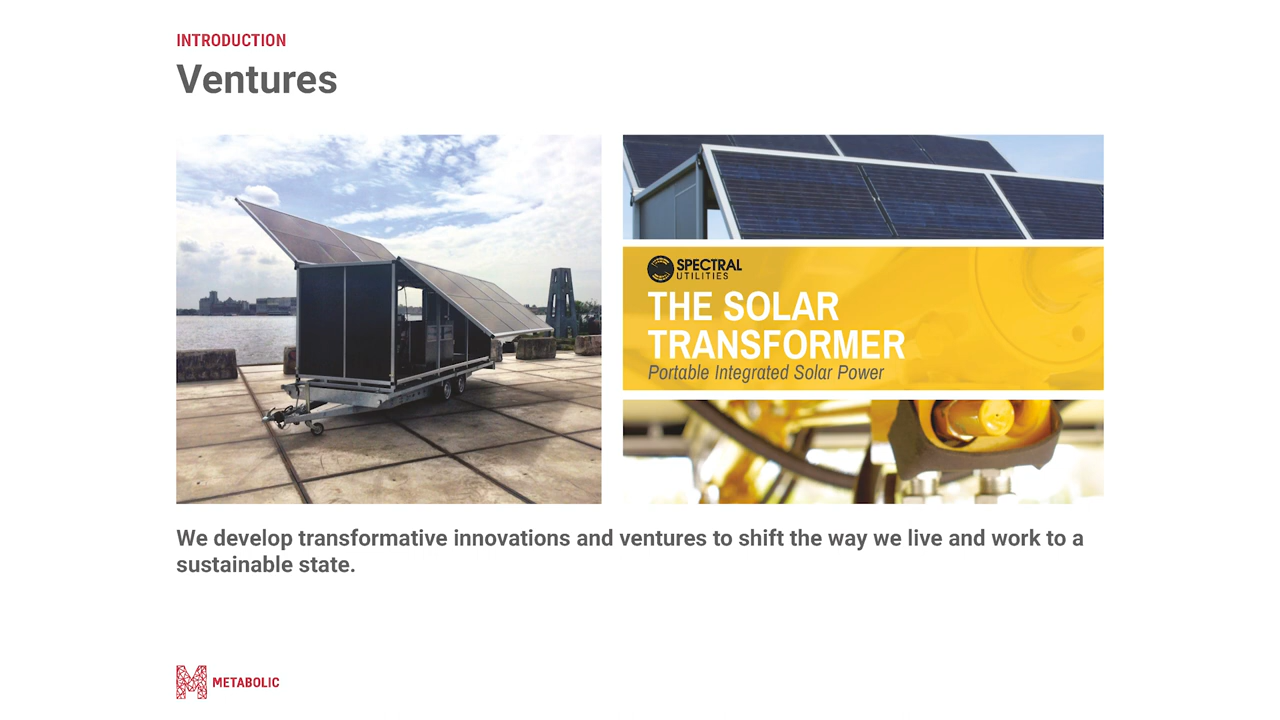 INTRODUCTION
Ventures
SPECTRAL
UTILITIES
THE SOLAR
TRANSFORMER
Portable Integrated Solar Power
We develop transformative innovations and ventures to shift the way we live and work to a
sustainable state.
METABOLIC